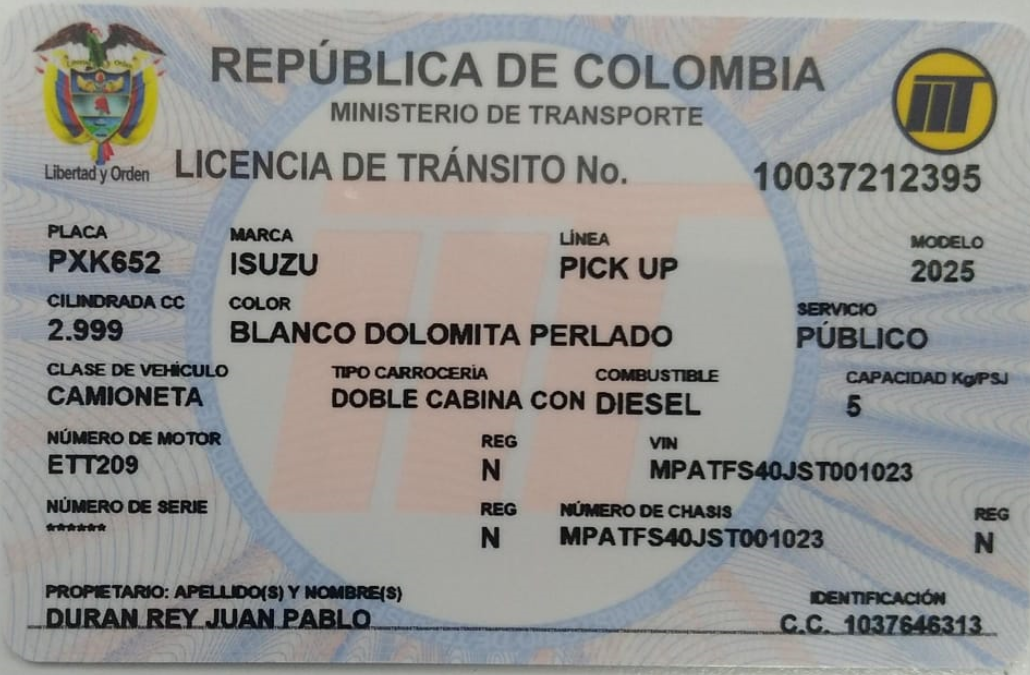 REPÚBLICA DE COLOMBIA
MINISTERIO DE TRANSPORTE
Libertad y Orden
LICENCIA DE TRÁNSITO No. 10037212395
PLACA MARCA LÍNEA MODELO
PXK652 ISUZU PICK UP 2025
CILINDRADA CC COLOR SERVICIO
2.999 BLANCO DOLOMITA PERLADO PÚBLICO
CLASE DE VEHÍCULO TIPO CARROCERÍA COMBUSTIBLE CAPACIDAD Kg/PSJ
CAMIONETA DOBLE CABINA CON DIESEL 5
NÚMERO DE MOTOR REG VIN
ETT209 N MPATFS40JST001023
NÚMERO DE SERIE REG NÚMERO DE CHASIS REG
****** N MPATFS40JST001023 N
PROPIETARIO: APELLIDO(S) Y NOMBRE(S) IDENTIFICACIÓN
DURAN REY JUAN PABLO C.C. 1037646313